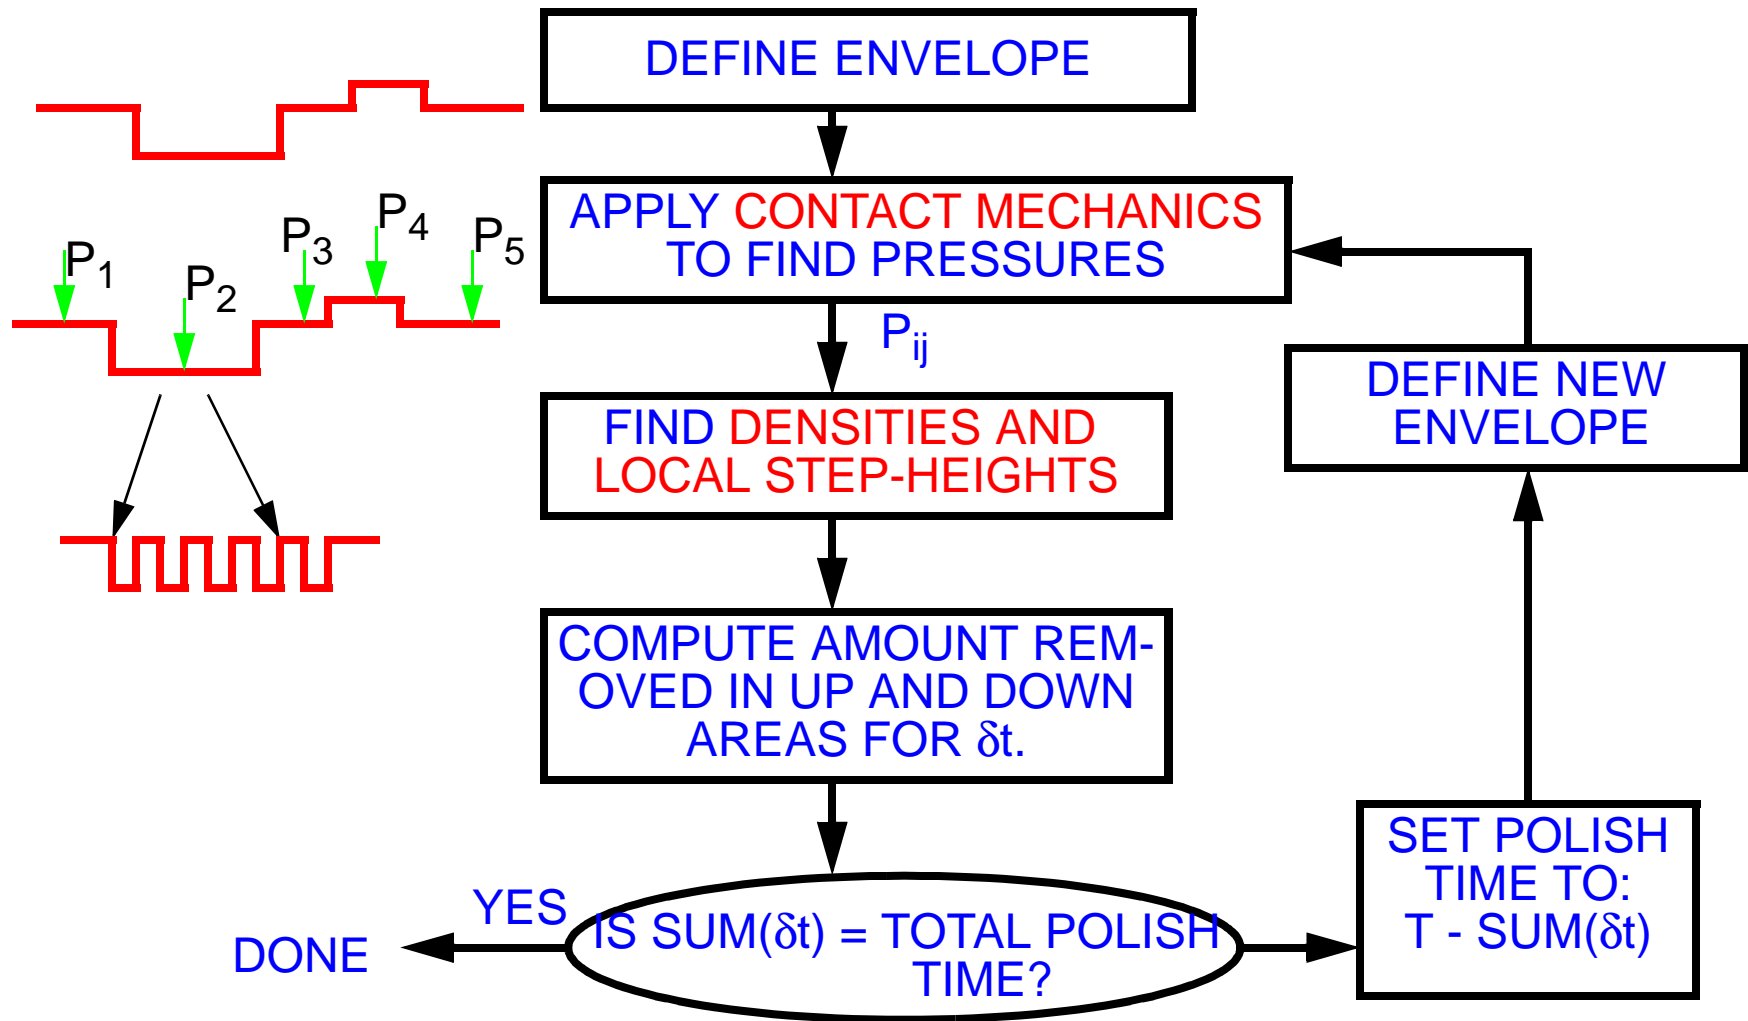 DEFINE ENVELOPE
APPLY CONTACT MECHANICS
TO FIND PRESSURES
P1
P2
P3
P4
P5
Pij
FIND DENSITIES AND
LOCAL STEP-HEIGHTS
DEFINE NEW
ENVELOPE
COMPUTE AMOUNT REM-
OVED IN UP AND DOWN
AREAS FOR δt.
SET POLISH
TIME TO:
T - SUM(δt)
YES
DONE
IS SUM(δt) = TOTAL POLISH
TIME?